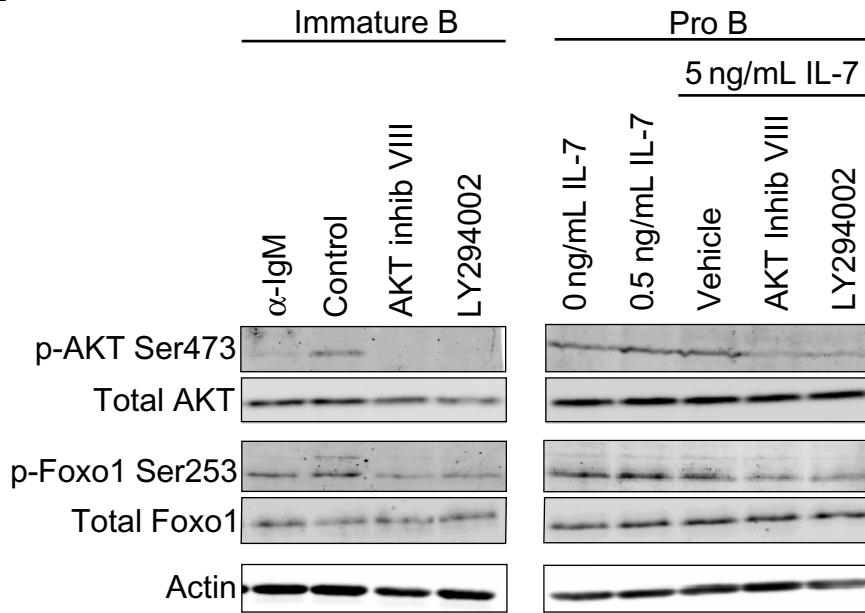 Immature B
Pro B
5 ng/mL IL-7
α-IgM
Control
AKT inhib VIII
LY294002
0 ng/mL IL-7
0.5 ng/mL IL-7
Vehicle
AKT Inhib VIII
LY294002
p-AKT Ser473
Total AKT
p-Foxo1 Ser253
Total Foxo1
Actin